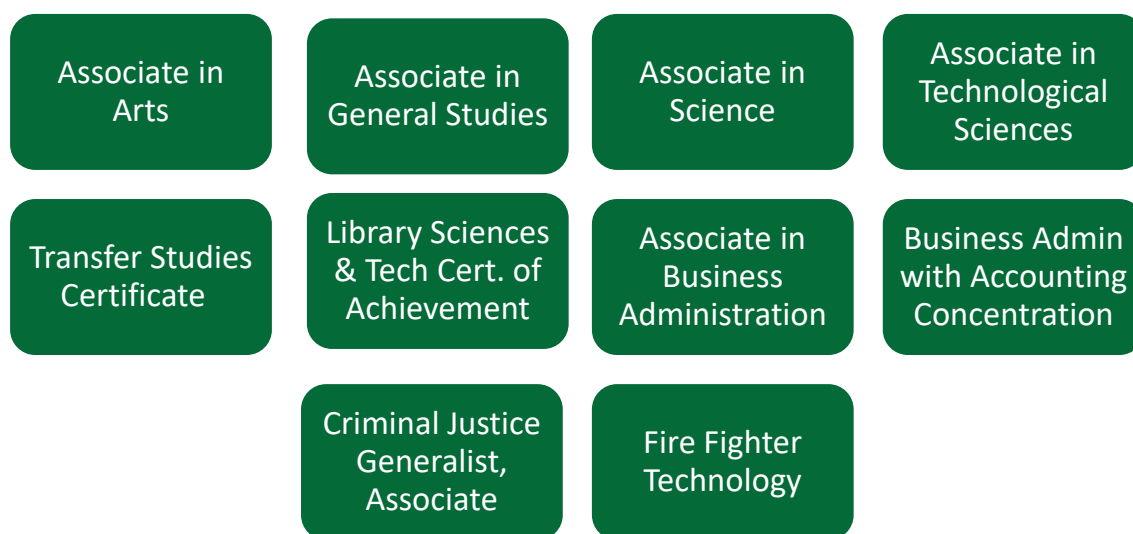 Associate in
Arts
Associate in
General Studies
Associate in
Science
Associate in
Technological
Sciences
Transfer Studies
Certificate
Library Sciences
& Tech Cert. of
Achievement
Associate in
Business
Administration
Business Admin
with Accounting
Concentration
Criminal Justice
Generalist,
Associate
Fire Fighter
Technology